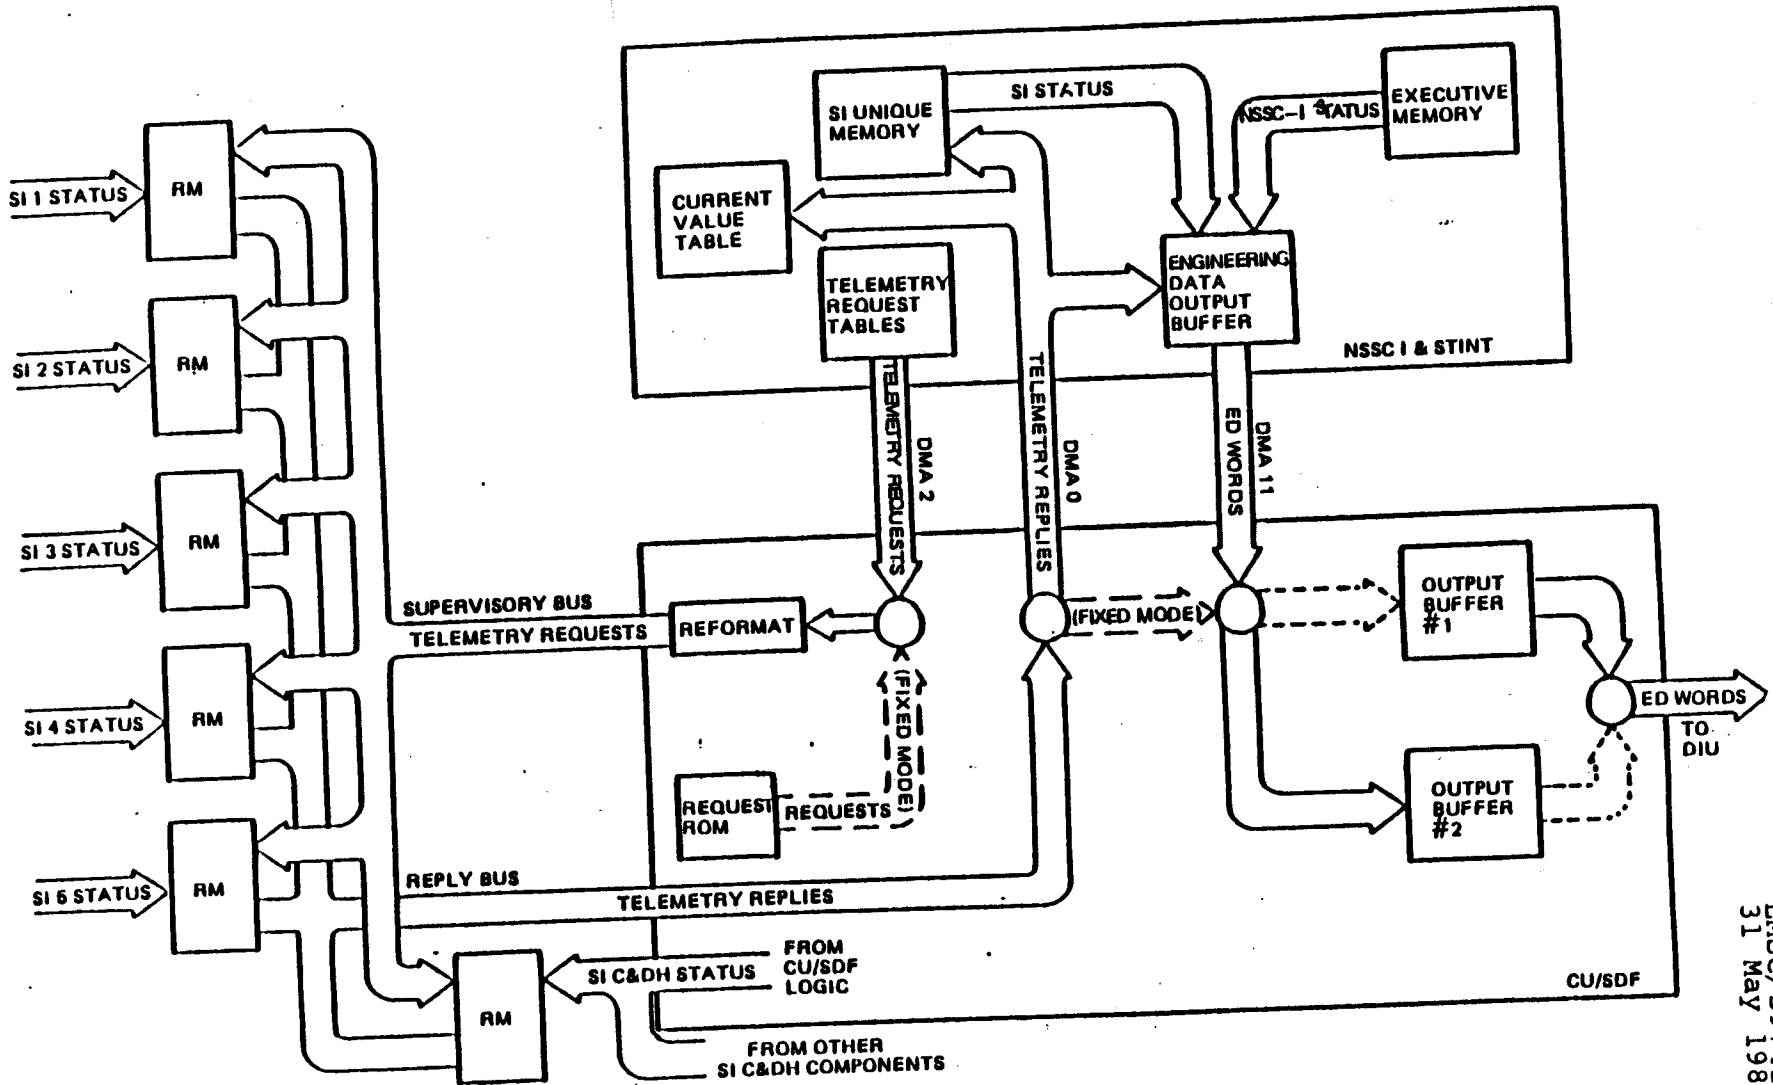 SI UNIQUE
MEMORY
SI STATUS
NSSC-I STATUS
EXECUTIVE
MEMORY
CURRENT
VALUE
TABLE
TELEMETRY
REQUEST
TABLES
ENGINEERING
DATA
OUTPUT
BUFFER
NSSC I & STINT
SI 1 STATUS
RM
SI 2 STATUS
RM
SI 3 STATUS
RM
SI 4 STATUS
RM
SI 5 STATUS
RM
TELEMETRY REQUESTS
DMA 2
TELEMETRY REPLIES
DMA 0
ED WORDS
DMA 11
SUPERVISORY BUS
TELEMETRY REQUESTS
REFORMAT
(FIXED MODE)
REQUEST
ROM
REQUESTS
(FIXED MODE)
OUTPUT
BUFFER
#1
OUTPUT
BUFFER
#2
ED WORDS
TO
DIU
REPLY BUS
TELEMETRY REPLIES
RM
SI C&DH STATUS
FROM
CU/SDF
LOGIC
FROM OTHER
SI C&DH COMPONENTS
CU/SDF
31 May 198